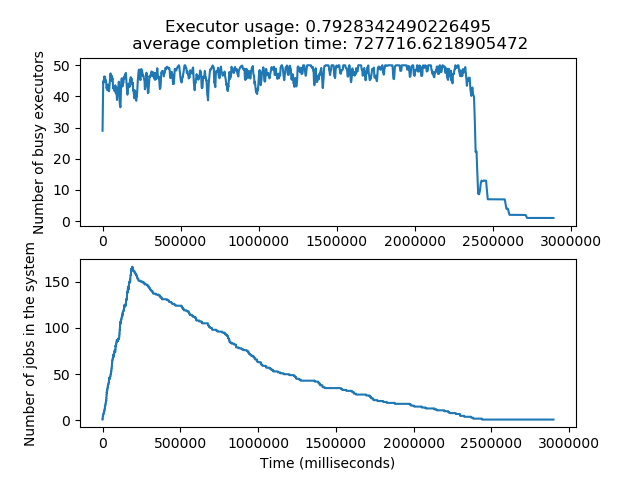 Executor usage: 0.7928342490226495
average completion time: 727716.6218905472
Number of busy executors
50
40
30
20
10
0
0 500000 1000000 1500000 2000000 2500000 3000000
Number of jobs in the system
150
100
50
0
0 500000 1000000 1500000 2000000 2500000 3000000
Time (milliseconds)